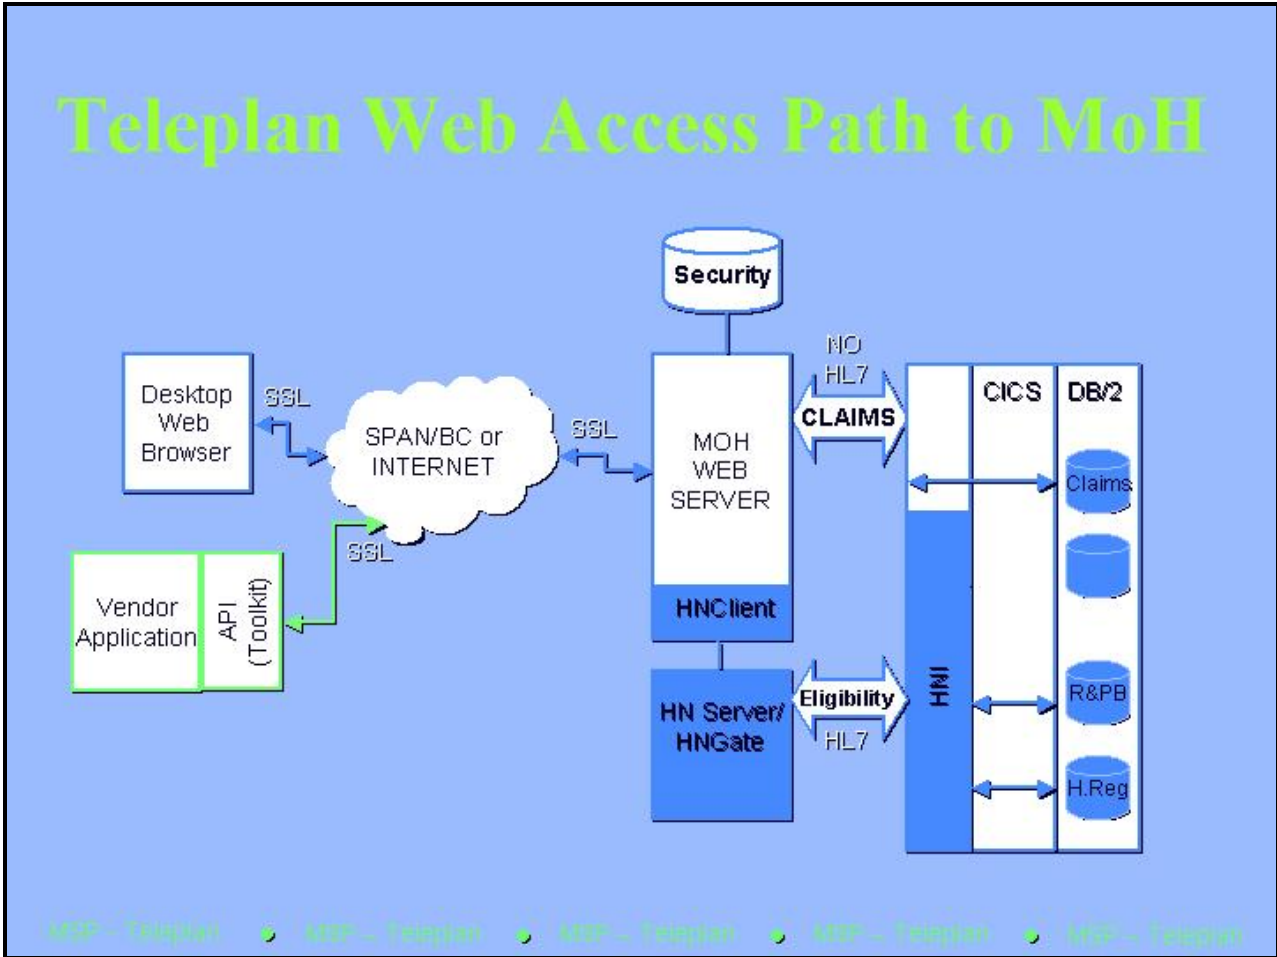 Teleplan Web Access Path to MoH
Security
NO
HL7
CLAIMS
Desktop
Web
Browser
SSL
SPAN/BC or
INTERNET
SSL
MOH
WEB
SERVER
CICS
DB/2
Claims
SSL
Vendor
Application
API
(Toolkit)
HNClient
HN Server/
HNGate
Eligibility
HL7
HNI
R&PB
H.Reg
MSP - Teleplan ● MSP – Teleplan ● MSP – Teleplan ● MSP – Teleplan ● MSP – Teleplan